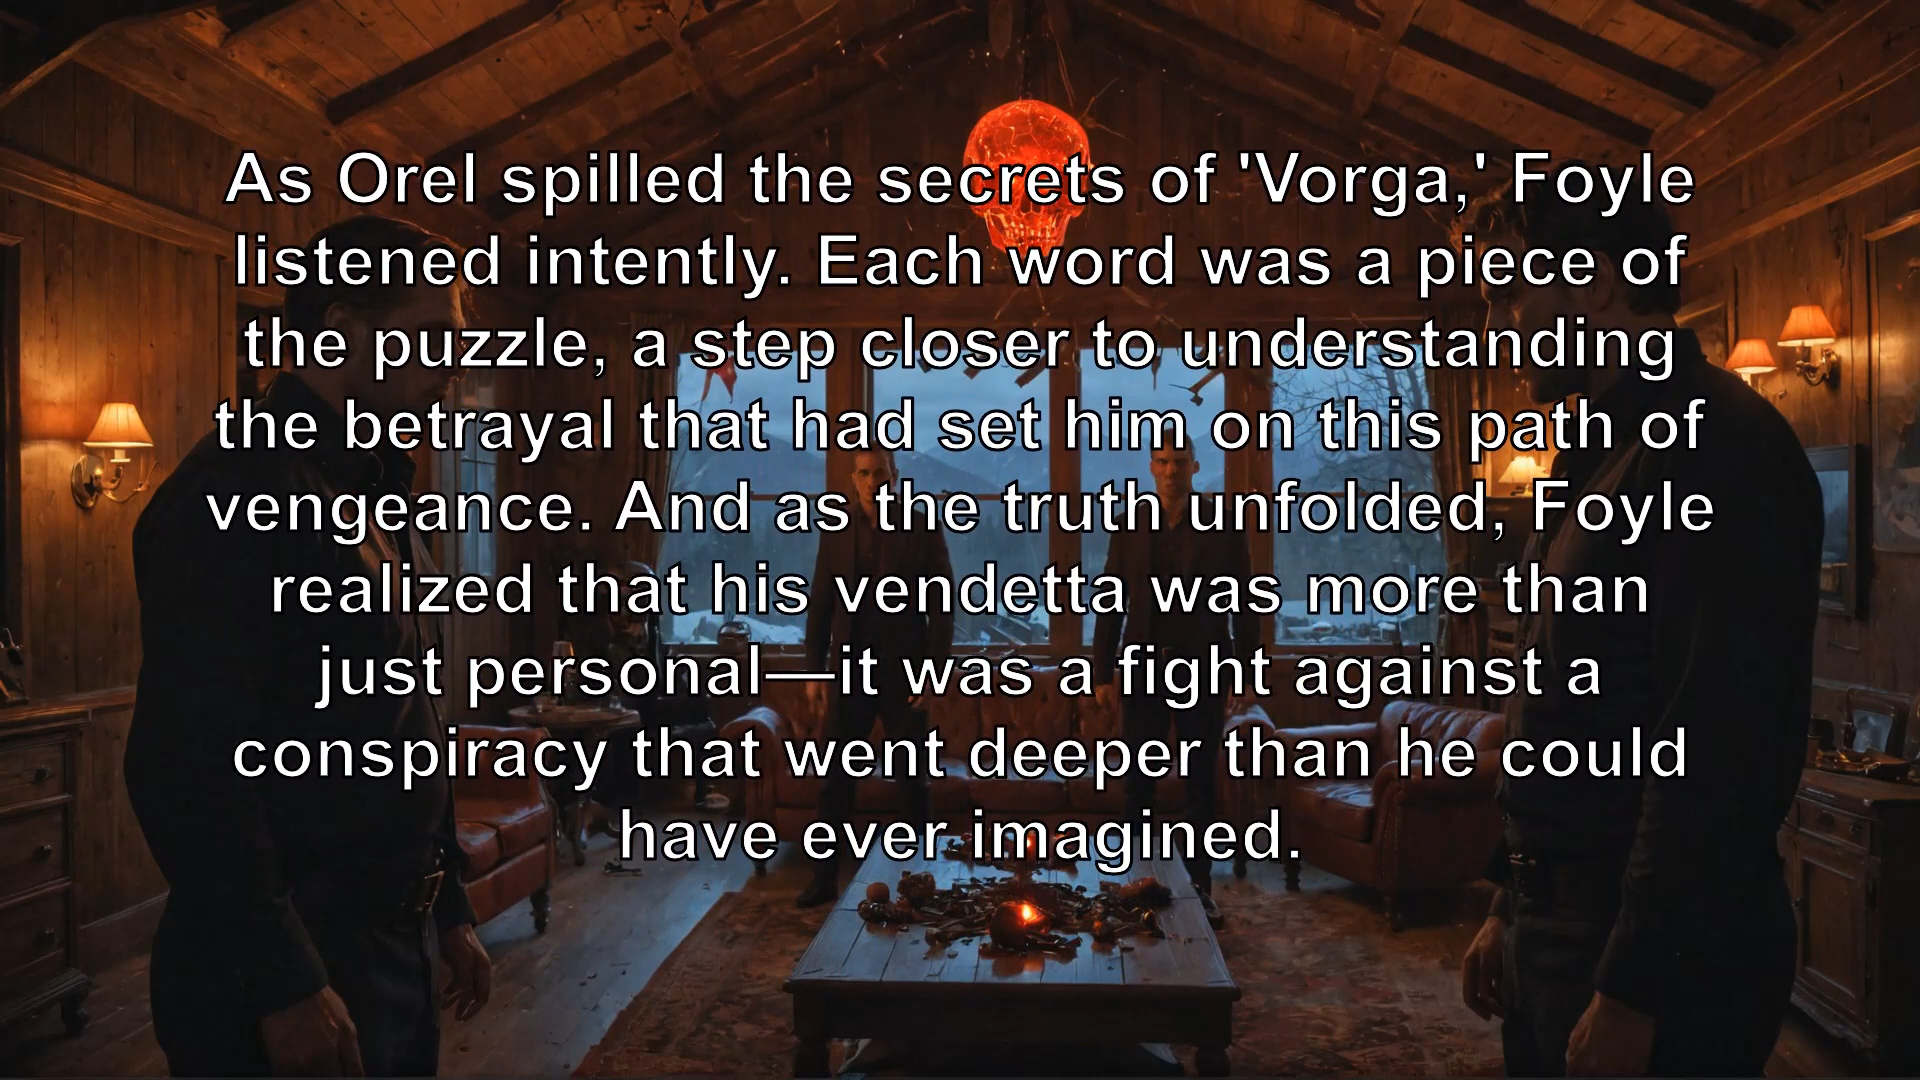 As Orel spilled the secrets of 'Vorga,' Foyle
listened intently. Each word was a piece of
the puzzle, a step closer to understanding
the betrayal that had set him on this path of
vengeance. And as the truth unfolded, Foyle
realized that his vendetta was more than
just personal—it was a fight against a
conspiracy that went deeper than he could
have ever imagined.